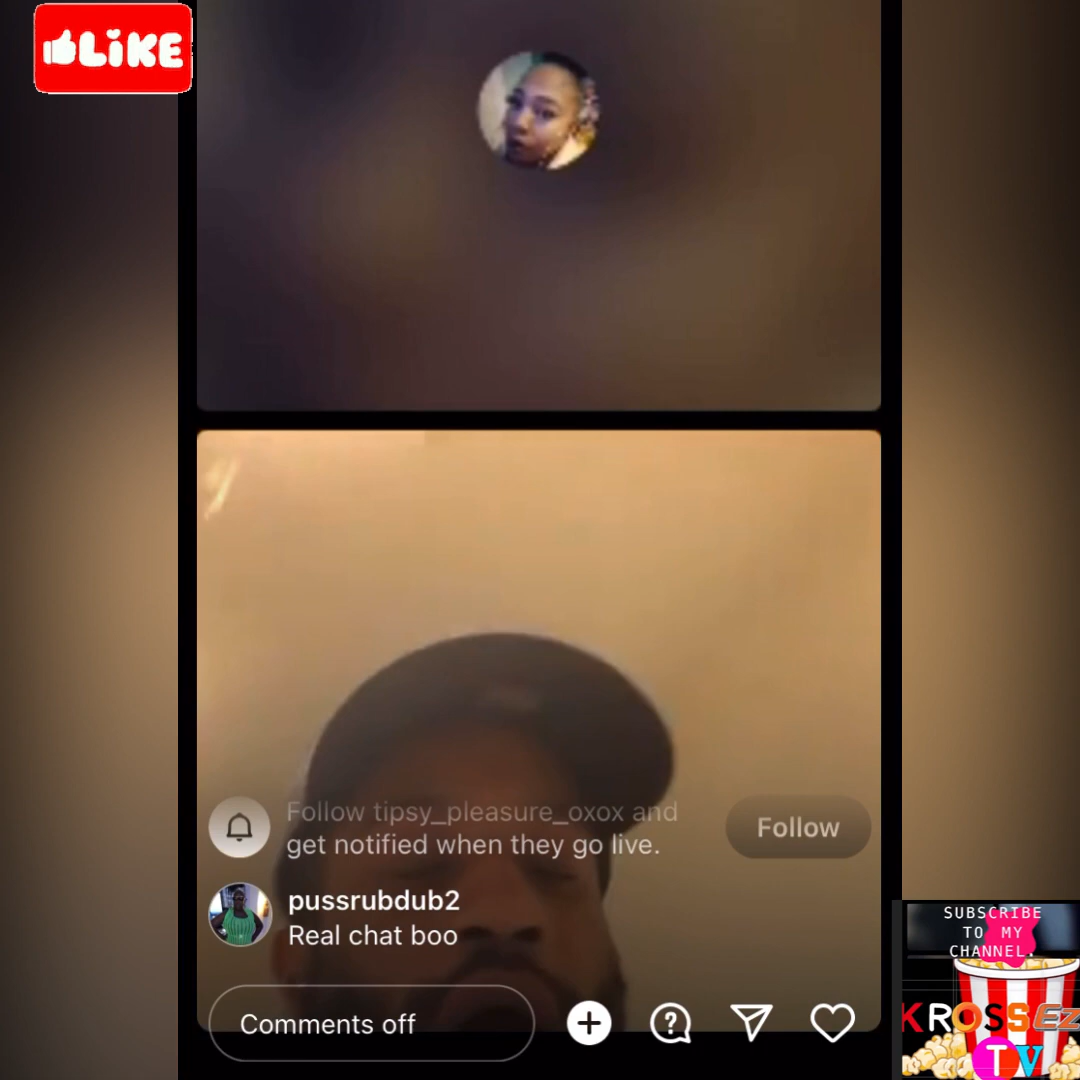 LiKE
Follow tipsy_pleasure_oxox and
get notified when they go live.
Follow
pussrubdub2
Real chat boo
Comments off
SUBSCRIBE
TO MY
CHANNEL.
KROSSEz
TV